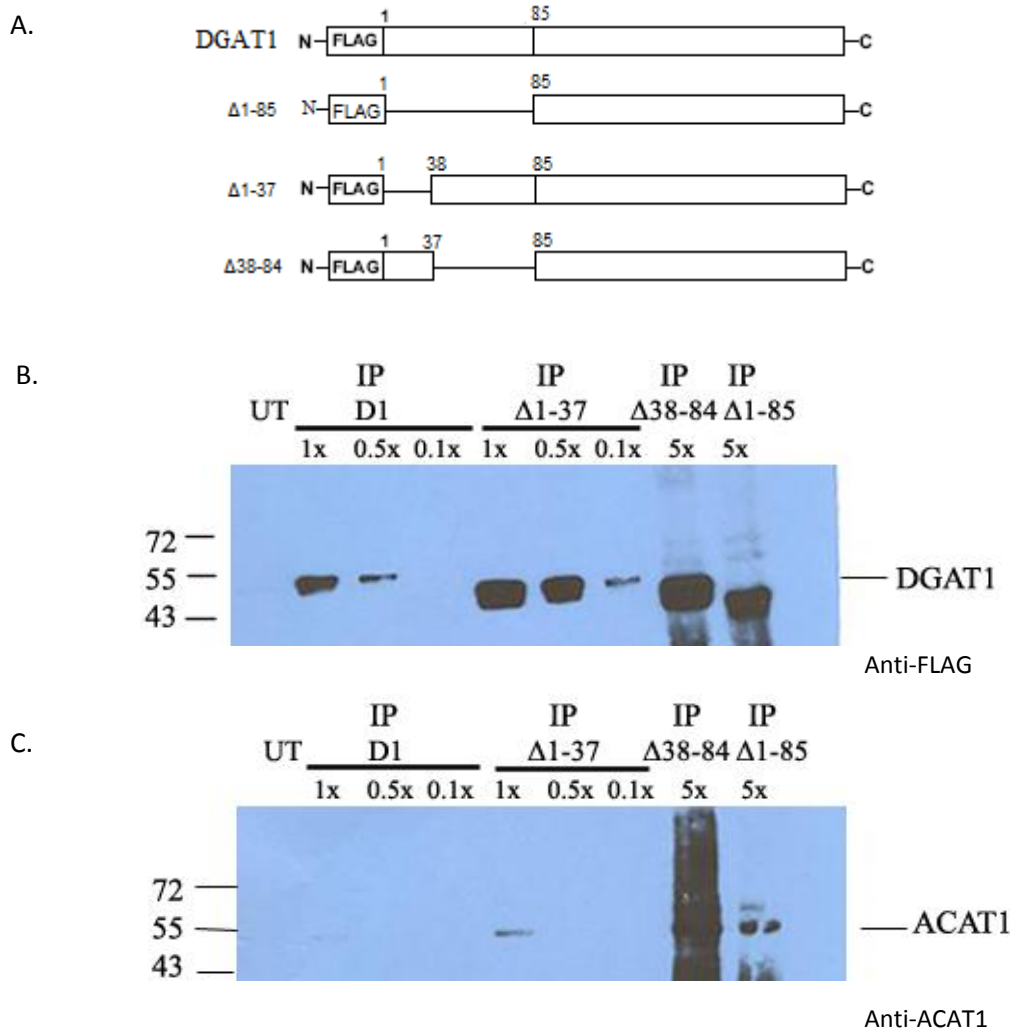 A.
1 85
DGAT1 N FLAG C
1 85
Δ1-85 N FLAG C
1 38 85
Δ1-37 N FLAG C
1 37 85
Δ38-84 N FLAG C
B.
IP IP IP IP
UT D1 Δ1-37 Δ38-84 Δ1-85
1x 0.5x 0.1x 1x 0.5x 0.1x 5x 5x
72
55 DGAT1
43
Anti-FLAG
C.
IP IP IP IP
UT D1 Δ1-37 Δ38-84 Δ1-85
1x 0.5x 0.1x 1x 0.5x 0.1x 5x 5x
72
55 ACAT1
43
Anti-ACAT1